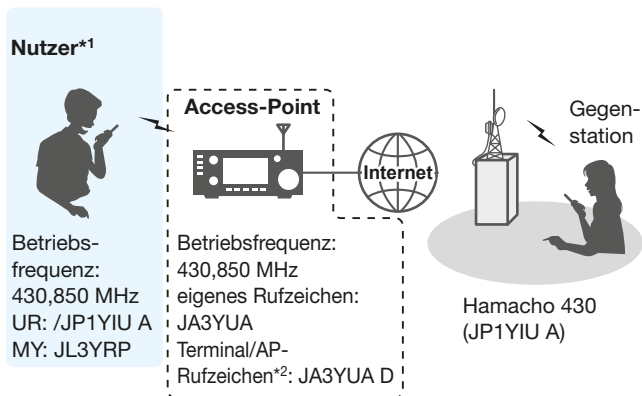 Nutzer*1
Betriebs-
frequenz:
430,850 MHz
UR: /JP1YIU A
MY: JL3YRP
Access-Point
Internet
Betriebsfrequenz:
430,850 MHz
eigenes Rufzeichen:
JA3YUA
Terminal/AP-
Rufzeichen*2: JA3YUA D
Gegen-
station
Hamacho 430
(JP1YIU A)